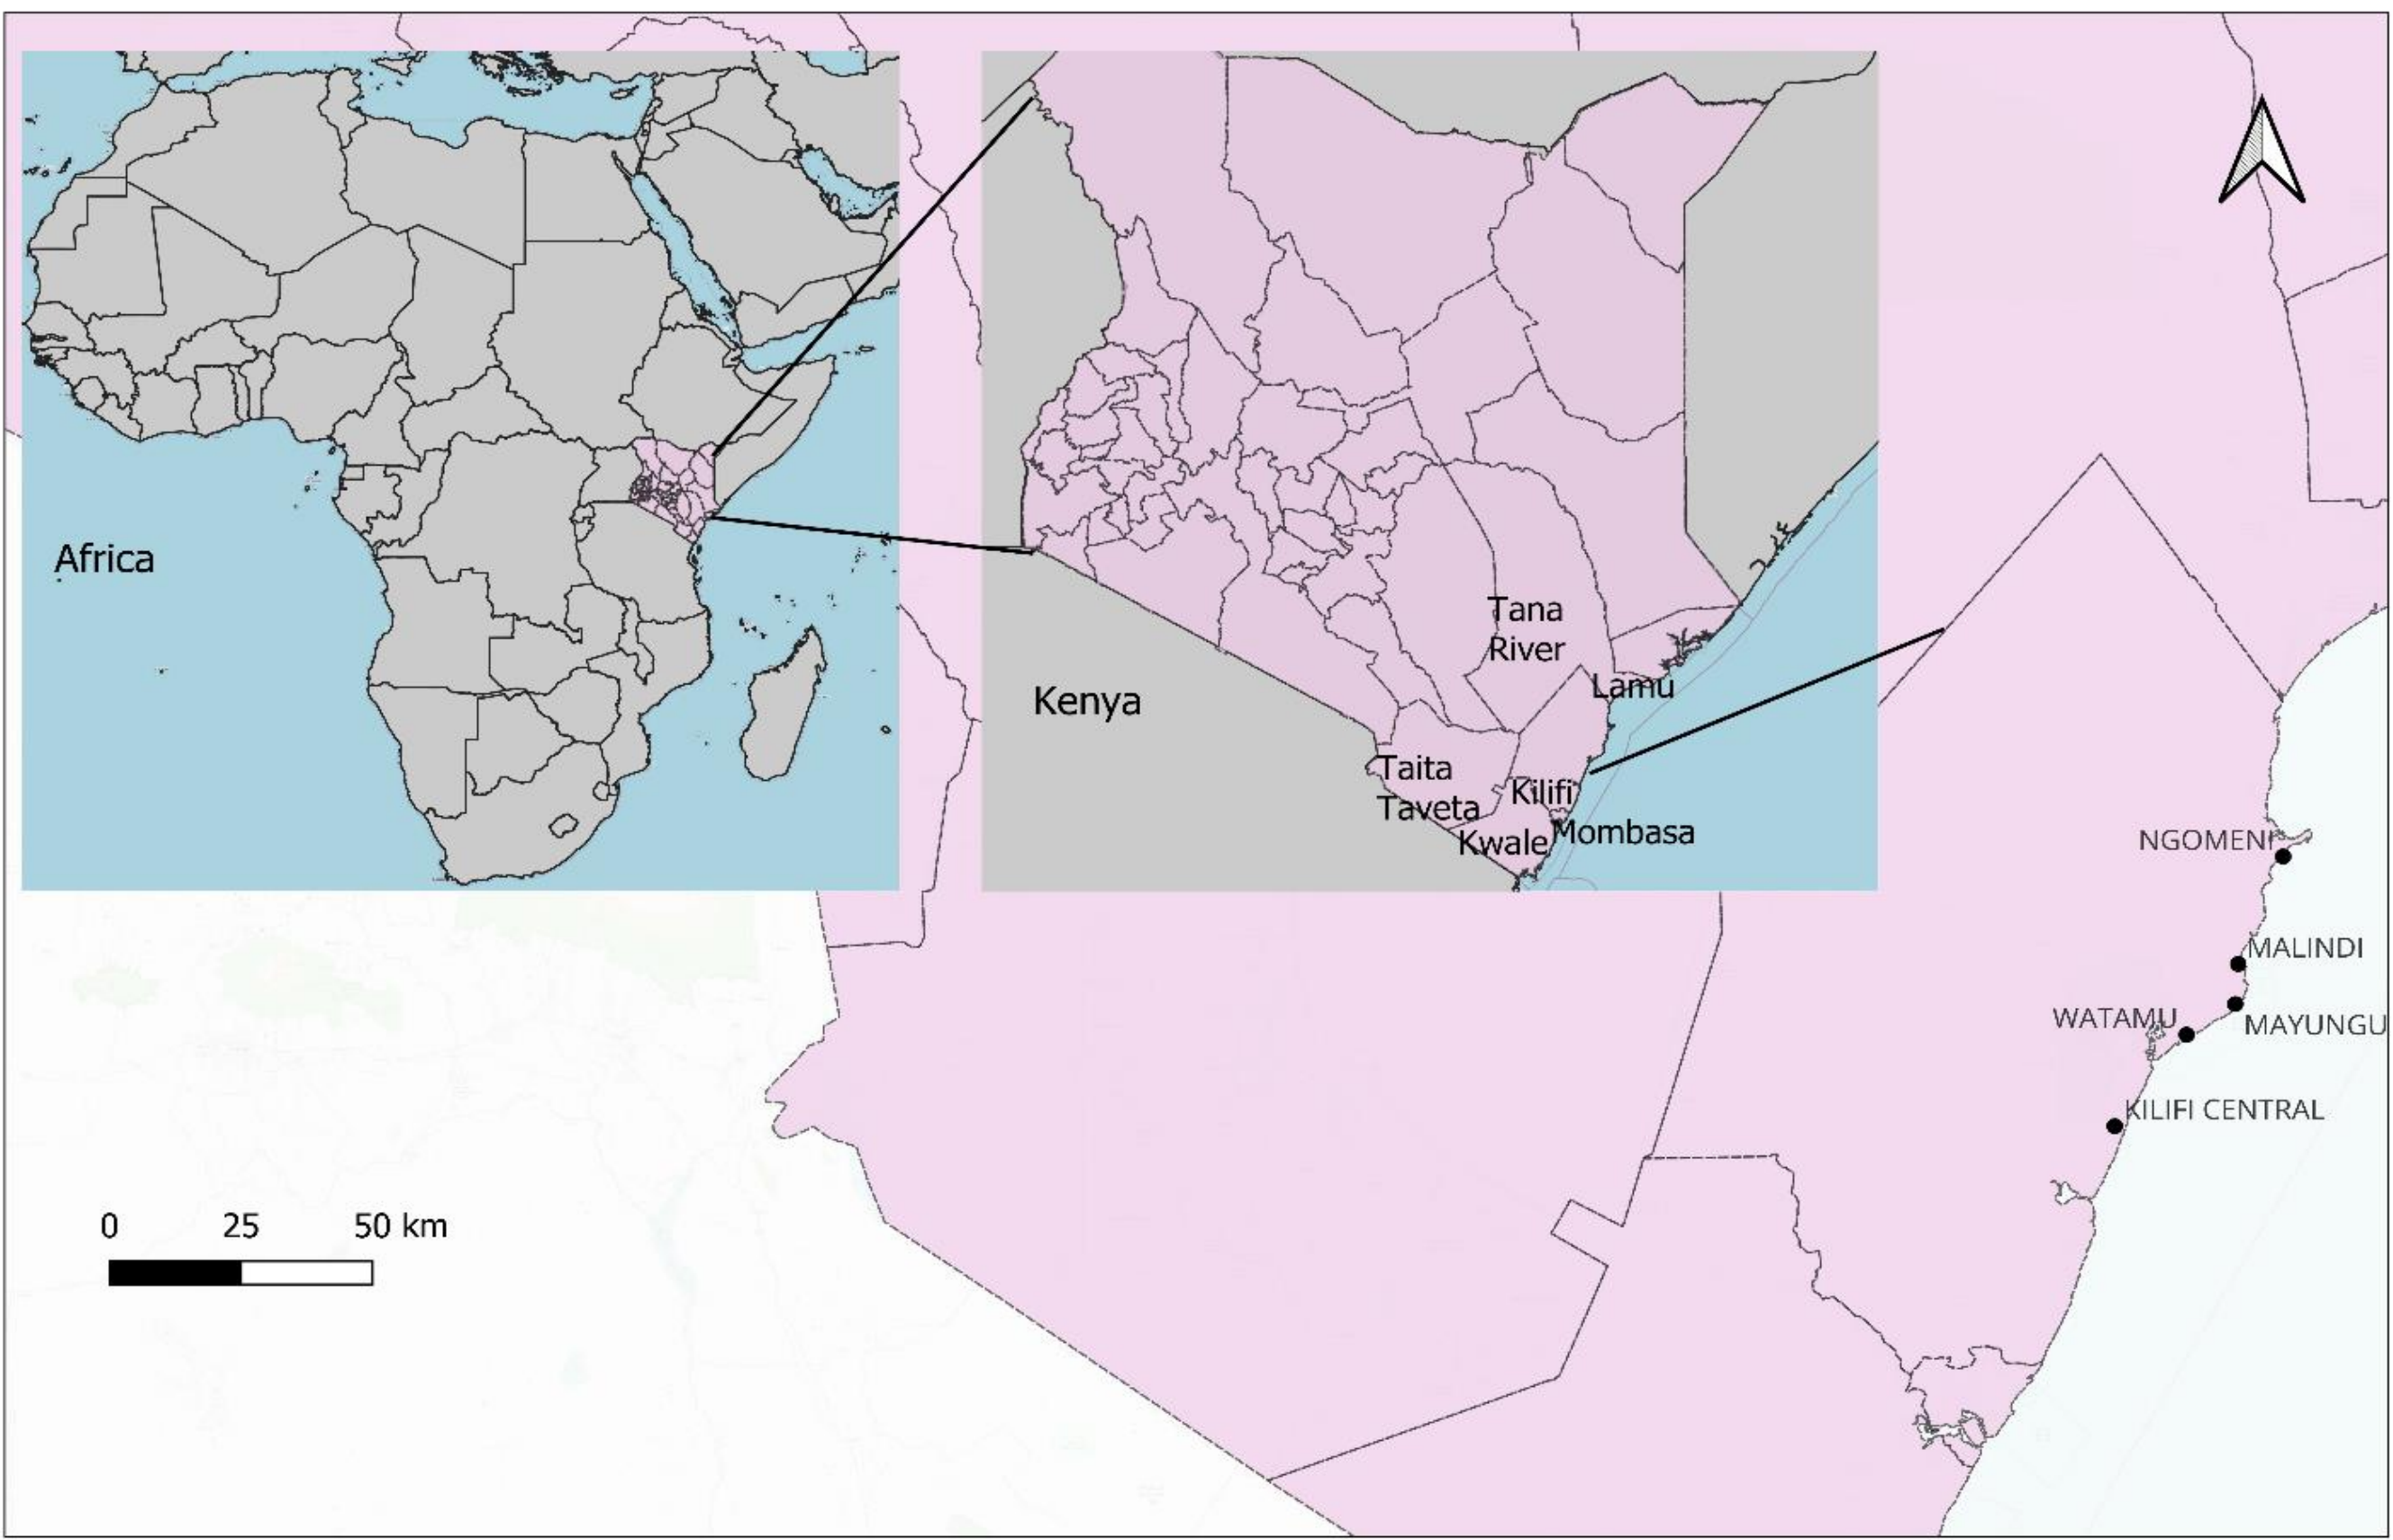 Africa
Kenya
Tana
River
Lamu
Taita
Taveta
Kilifi
Kwale
Mombasa
NGOMENI
MALINDI
WATAMU
MAYUNGU
KILIFI CENTRAL
0 25 50 km